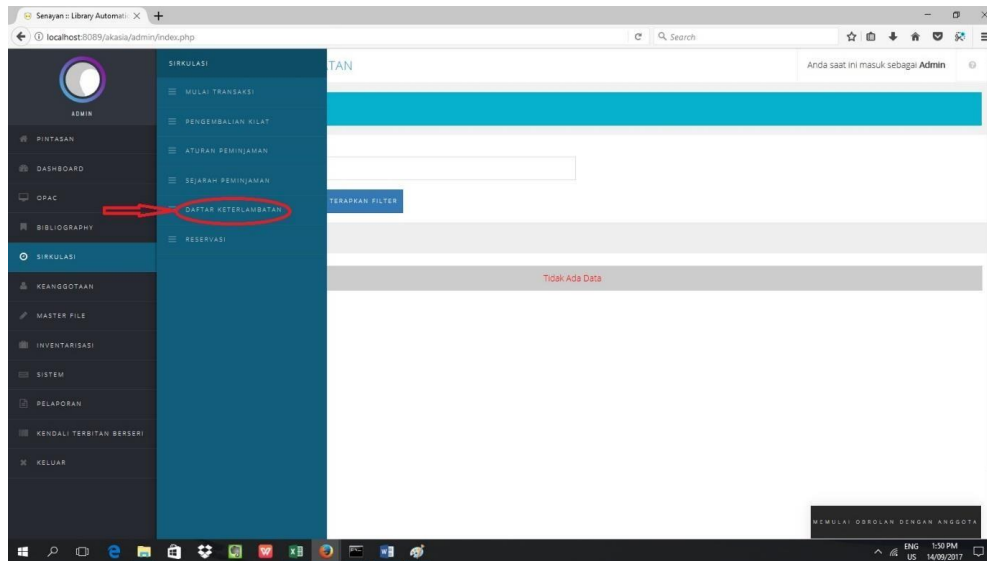 Senayan :: Library Automatio
localhost:8089/akasia/admin/index.php
Search
ADMIN
PINTASAN
DASHBOARD
OPAC
BIBLIOGRAPHY
SIRKULASI
KEANGGOTAAN
MASTER FILE
INVENTARISASI
SISTEM
PELAPORAN
KENDALI TERBITAN BERSERI
KELUAR
SIRKULASI
MULAI TRANSAKSI
PENGEMBALIAN KILAT
ATURAN PEMINJAMAN
SEJARAH PEMINJAMAN
DAFTAR KETERLAMBATAN
RESERVASI
TAN
Anda saat ini masuk sebagai Admin
TERAPKAN FILTER
Tidak Ada Data
MEMULAI OBROLAN DENGAN ANGGOTA
ENG 1:50 PM
US 14/09/2017